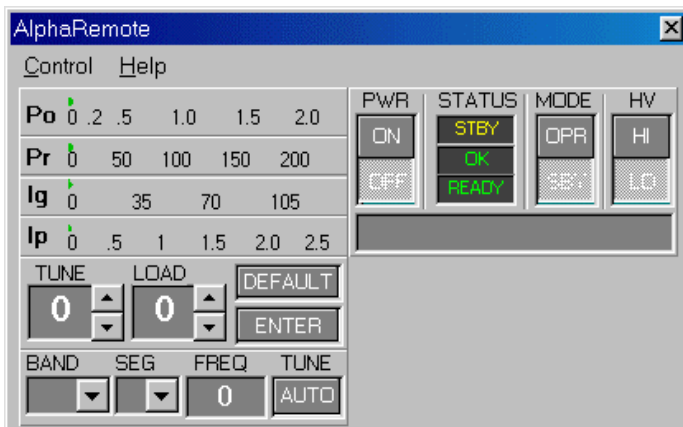 AlphaRemote
Control Help
Po 0 .2 .5 1.0 1.5 2.0
Pr 0 50 100 150 200
Ig 0 35 70 105
Ip 0 .5 1 1.5 2.0 2.5
PWR STATUS MODE HV
ON STBY OPR HI
OK
OFF READY SBY LO
TUNE LOAD
0 0 DEFAULT
ENTER
BAND SEG FREQ TUNE
0 AUTO